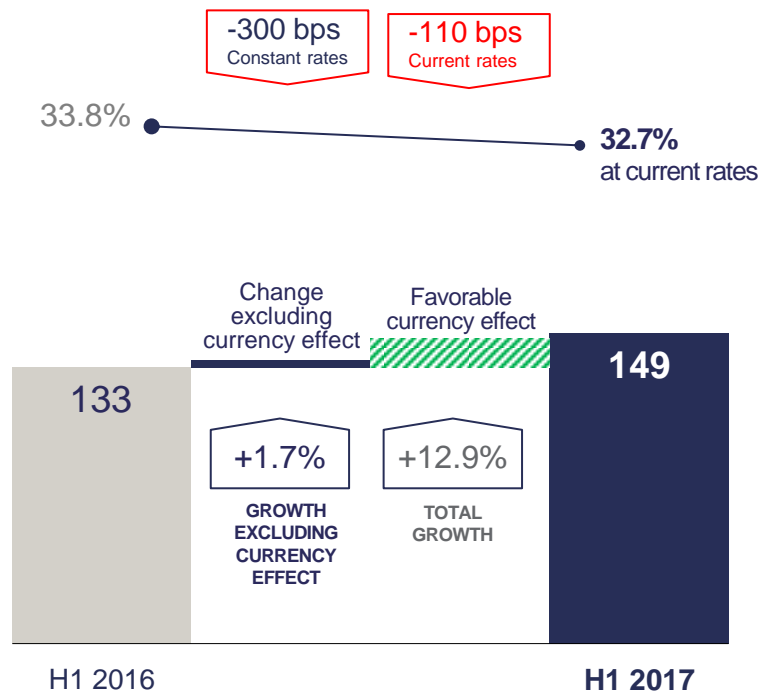 -300 bps
Constant rates
-110 bps
Current rates
33.8%
32.7%
at current rates
Change
excluding
currency effect
Favorable
currency effect
133
149
+1.7%
+12.9%
GROWTH
EXCLUDING
CURRENCY
EFFECT
TOTAL
GROWTH
H1 2016
H1 2017